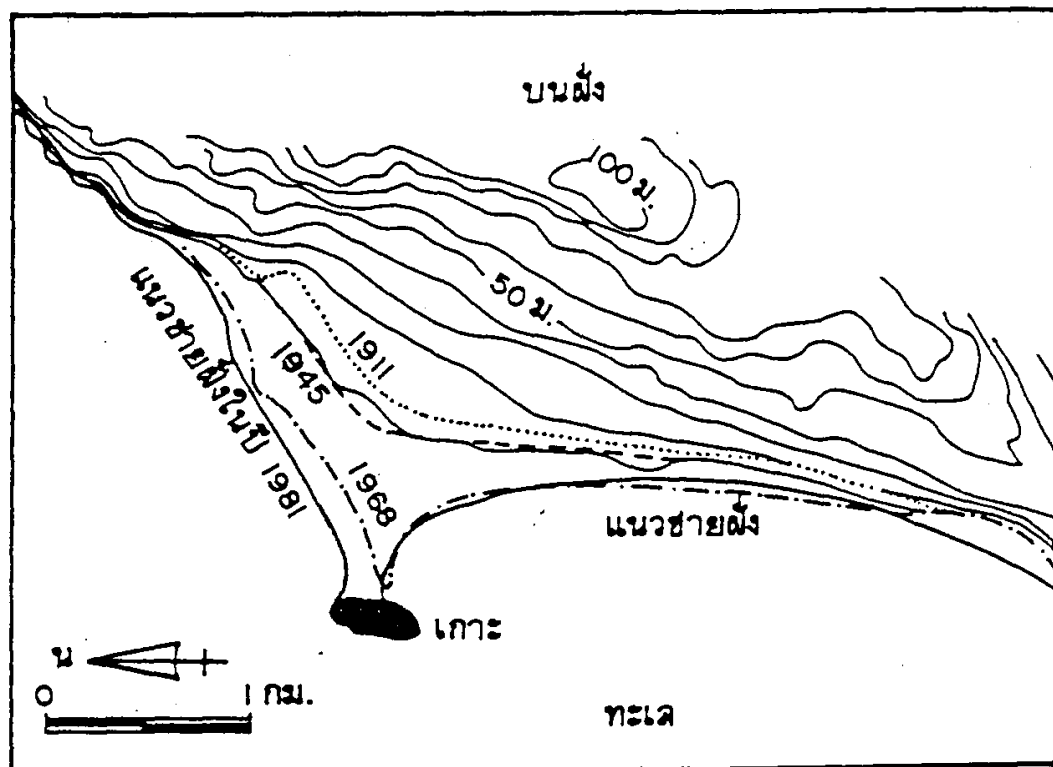 บนฝั่ง
100 ม.
50 ม.
แนวชายฝั่งในปี 1981
1945
1911
1968
แนวชายฝั่ง
เกาะ
น
0 1 กม.
ทะเล